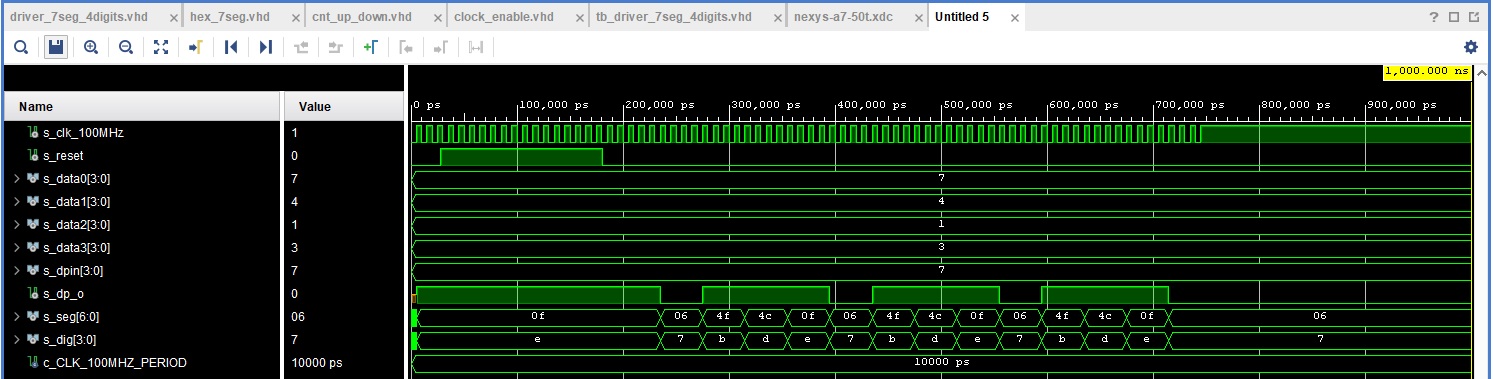 driver_7seg_4digits.vhd × hex_7seg.vhd × cnt_up_down.vhd × clock_enable.vhd × tb_driver_7seg_4digits.vhd × nexys-a7-50t.xdc × Untitled 5 × ?
1,000.000 ns
Name Value 0 ps 100,000 ps 200,000 ps 300,000 ps 400,000 ps 500,000 ps 600,000 ps 700,000 ps 800,000 ps 900,000 ps
s_clk_100MHz 1
s_reset 0
s_data0[3:0] 7 7
s_data1[3:0] 4 4
s_data2[3:0] 1 1
s_data3[3:0] 3 3
s_dpin[3:0] 7 7
s_dp_o 0
s_seg[6:0] 06 0f 06 4f 4c 0f 06 4f 4c 0f 06 4f 4c 0f 06
s_dig[3:0] 7 e 7 b d e 7 b d e 7 b d e 7
c_CLK_100MHZ_PERIOD 10000 ps 10000 ps